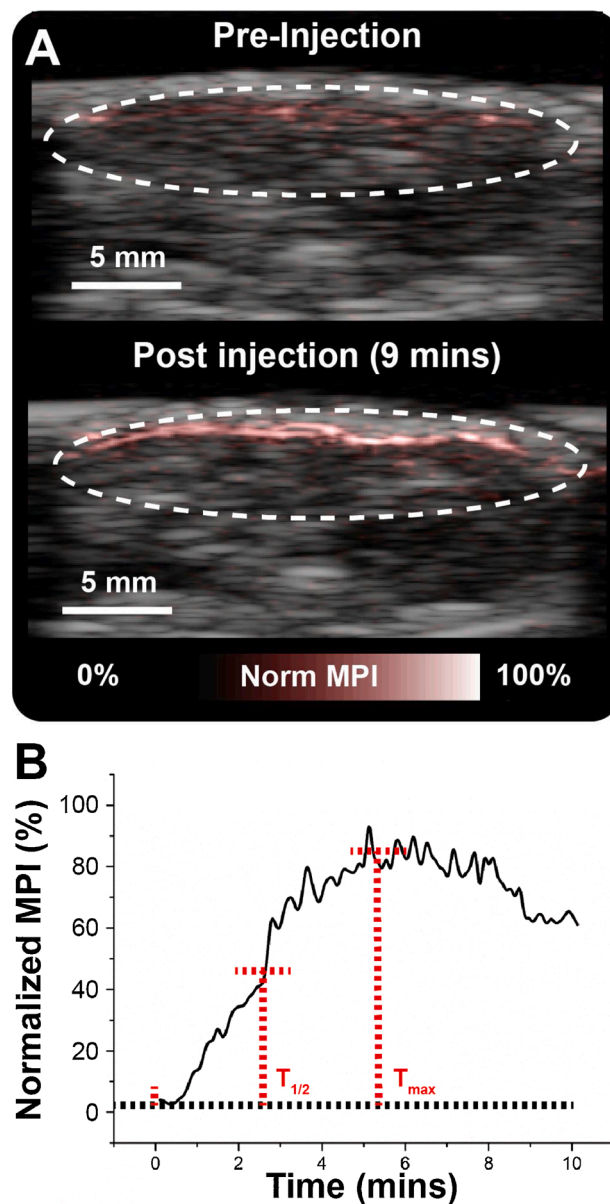 A
Pre-Injection
5 mm
Post injection (9 mins)
5 mm
0% Norm MPI 100%
B
Normalized MPI (%)
100
80
60
40
20
0
T1/2
Tmax
0 2 4 6 8 10
Time (mins)